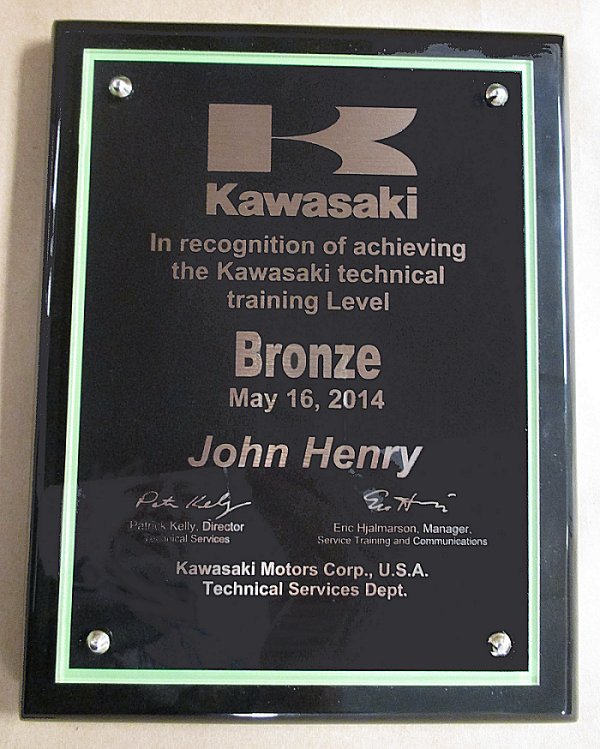 Kawasaki
In recognition of achieving
the Kawasaki technical
training Level
Bronze
May 16, 2014
John Henry
Patrick Kelly, Director
Technical Services
Eric Hjalmarson, Manager,
Service Training and Communications
Kawasaki Motors Corp., U.S.A.
Technical Services Dept.